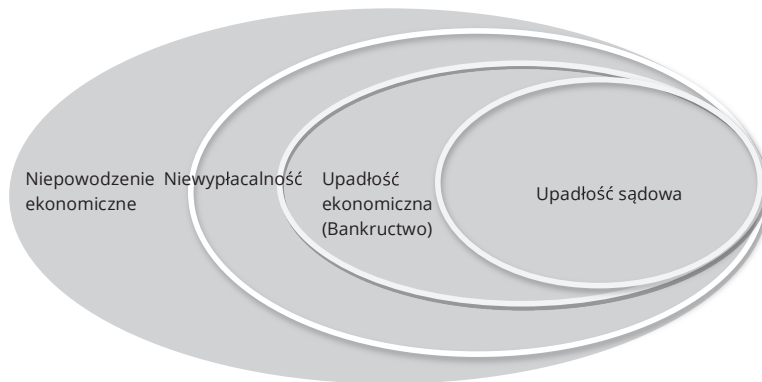 Niepowodzenie
ekonomiczne
Niewypłacalność
Upadłość
ekonomiczna
(Bankructwo)
Upadłość sądowa